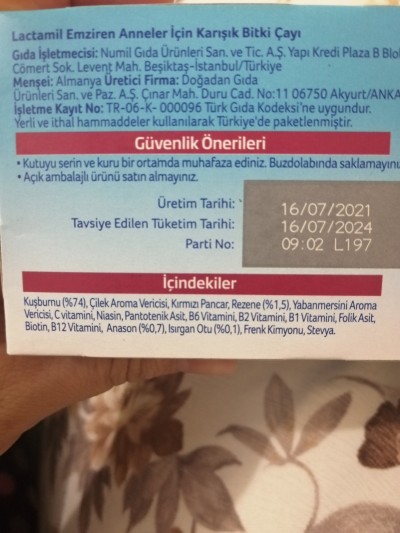 Lactamil Emziren Anneler İçin Karışık Bitki Çayı
Gıda İşletmecisi: Numil Gıda Ürünleri San. ve Tic. A.Ş. Yapı Kredi Plaza B
Cömert Sok. Levent Mah. Beşiktaş-İstanbul/Türkiye
Menşei: Almanya Üretici Firma: Doğadan Gıda
Ürünleri San. ve Paz. A.Ş. Çınar Mah. Duru Cad. No:11 06750 Akyurt/ANKA
İşletme Kayıt No: TR-06-K- 000096 Türk Gıda Kodeksi'ne uygundur.
Yerli ve ithal hammaddeler kullanılarak Türkiye'de paketlenmiştir.
Güvenlik Önerileri
• Kutuyu serin ve kuru bir ortamda muhafaza ediniz. Buzdolabında saklamayınız
• Açık ambalajlı ürünü satın almayınız.
Üretim Tarihi: 16/07/2021
Tavsiye Edilen Tüketim Tarihi: 16/07/2024
Parti No: 09:02 L197
İçindekiler
Kuşburnu (%74), Çilek Aroma Vericisi, Kırmızı Pancar, Rezene (%1,5), Yabanmersini Aroma
Vericisi, C vitamini, Niasin, Pantotenik Asit, B6 Vitamini, B2 Vitamini, B1 Vitamini, Folik Asit,
Biotin, B12 Vitamini, Anason (%0,7), Isırgan Otu (%0,1), Frenk Kimyonu, Stevya.